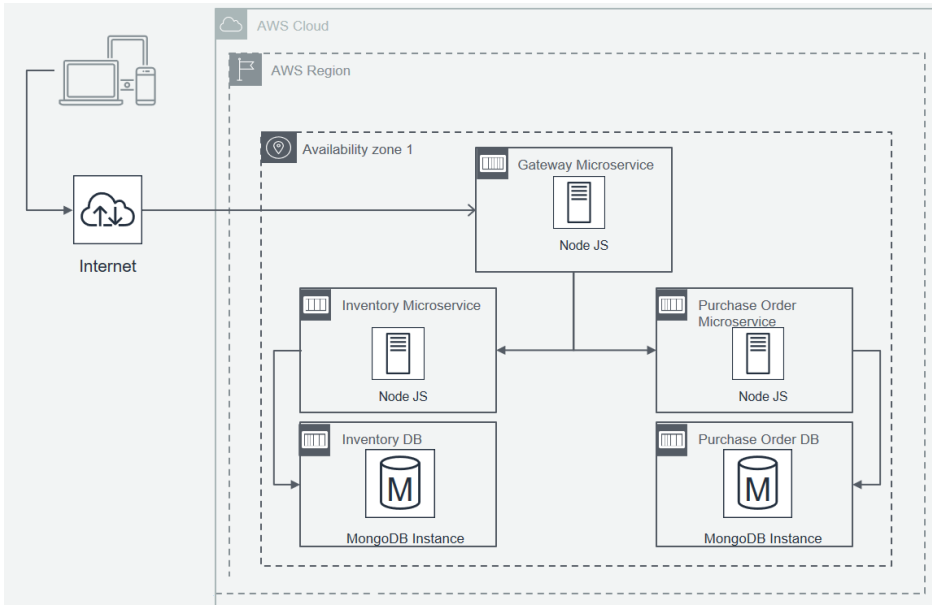 AWS Cloud
AWS Region
Availability zone 1
Gateway Microservice
Node JS
Internet
Inventory Microservice
Node JS
Purchase Order
Microservice
Node JS
Inventory DB
M
MongoDB Instance
Purchase Order DB
M
MongoDB Instance